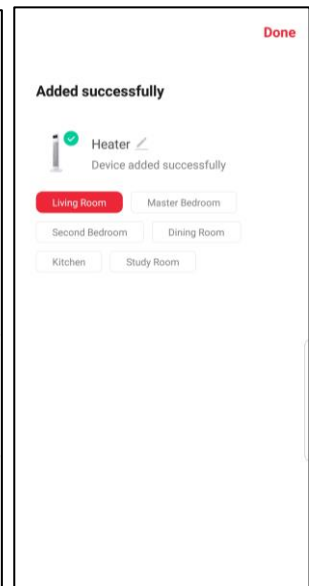 Done
Added successfully
Heater
Device added successfully
Living Room Master Bedroom
Second Bedroom Dining Room
Kitchen Study Room